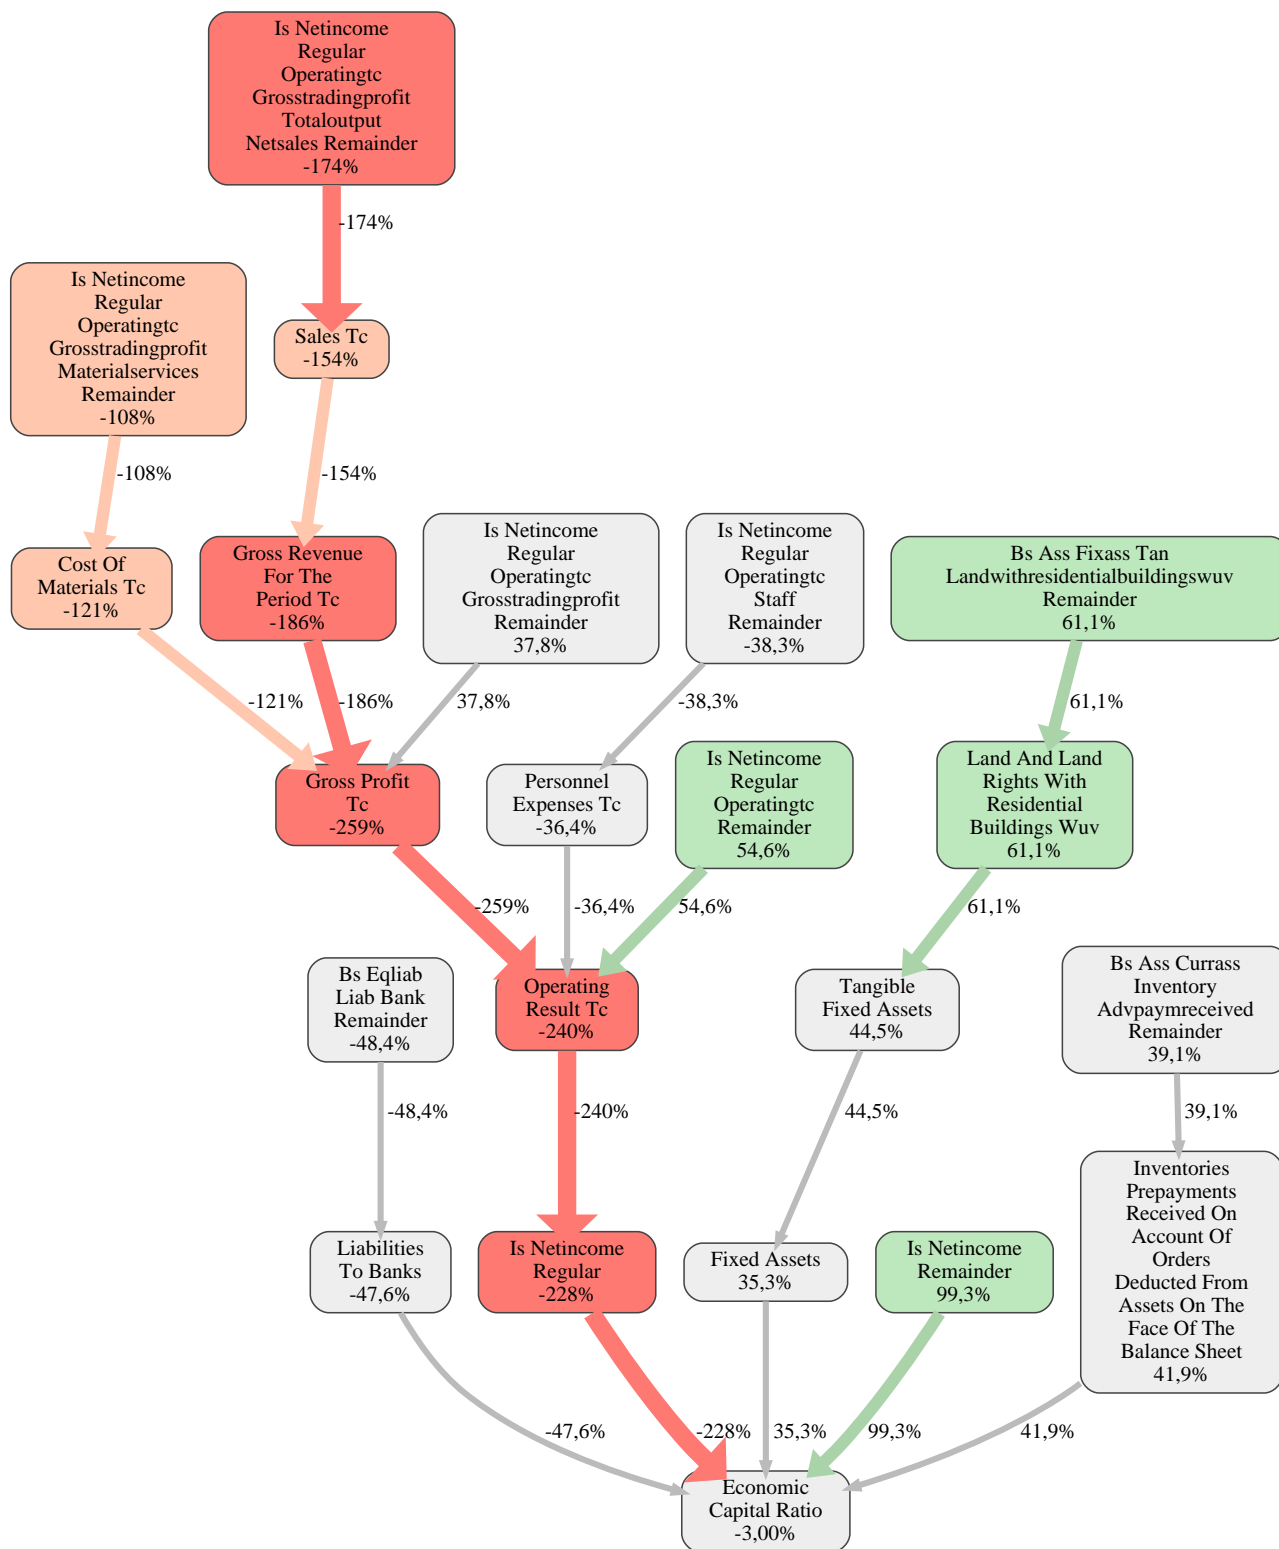 Is Netincome
Regular
Operatingtc
Grosstradingprofit
Totaloutput
Netsales Remainder
-174%
-174%
Is Netincome
Regular
Operatingtc
Grosstradingprofit
Materialservices
Remainder
-108%
Sales Tc
-154%
-108%
-154%
Cost Of
Materials Tc
-121%
Gross Revenue
For The
Period Tc
-186%
Is Netincome
Regular
Operatingtc
Grosstradingprofit
Remainder
37,8%
Is Netincome
Regular
Operatingtc
Staff
Remainder
-38,3%
Bs Ass Fixass Tan
Landwithresidentialbuildingswuv
Remainder
61,1%
-121%
-186%
37,8%
-38,3%
61,1%
Gross Profit
Tc
-259%
Personnel
Expenses Tc
-36,4%
Is Netincome
Regular
Operatingtc
Remainder
54,6%
Land And Land
Rights With
Residential
Buildings Wuv
61,1%
-259%
-36,4%
54,6%
61,1%
Bs Eqliab
Liab Bank
Remainder
-48,4%
Operating
Result Tc
-240%
Tangible
Fixed Assets
44,5%
Bs Ass Currass
Inventory
Advpaymreceived
Remainder
39,1%
-48,4%
-240%
44,5%
39,1%
Liabilities
To Banks
-47,6%
Is Netincome
Regular
-228%
Fixed Assets
35,3%
Is Netincome
Remainder
99,3%
Inventories
Prepayments
Received On
Account Of
Orders
Deducted From
Assets On The
Face Of The
Balance Sheet
41,9%
-47,6%
-228%
35,3%
99,3%
41,9%
Economic
Capital Ratio
-3,00%